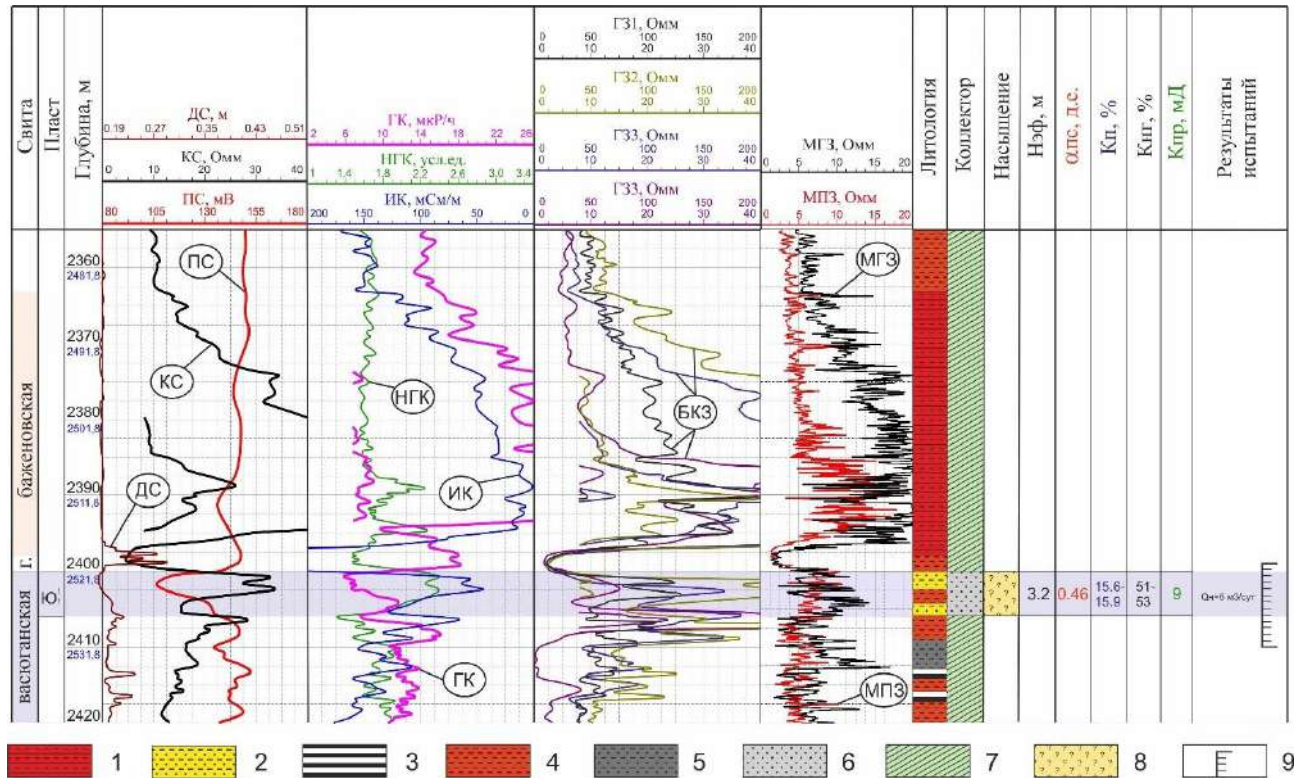 Свита
Пласт
Глубина, м
ДС, м
0.19 0.27 0.35 0.43 0.51
КС, Омм
0 10 20 30 40
ПС, мВ
80 105 130 155 180
ГК, мкР/ч
2 6 10 14 18 22 26
НГК, усл.ед.
1 1,4 1,8 2,2 2,6 3,0 3,4
ИК, мСм/м
200 150 100 50 0
ГЗ1, Омм
0 50 100 150 200
0 10 20 30 40
ГЗ2, Омм
0 50 100 150 200
0 10 20 30 40
ГЗ3, Омм
0 50 100 150 200
0 10 20 30 40
ГЗ3, Омм
0 50 100 150 200
0 10 20 30 40
МГЗ, Омм
0 5 10 15 20
МПЗ, Омм
0 5 10 15 20
Литология
Коллектор
Насыщение
Нэф, м
αпс, д.с.
Кп, %
Кнг, %
Кпр, мД
Результаты
испытаний
баженовская
Г.
васюганская
Ю
2360
2481,8
2370
2491,8
2380
2501,8
2390
2511,8
2400
2521,8
2410
2531,8
2420
ПС
КС
ДС
НГК
ИК
ГК
БКЗ
МГЗ
МПЗ
3.2
0.46
15.6-
15.9
51-
53
9
Qн=6 м3/сут
1 2 3 4 5 6 7 8 9